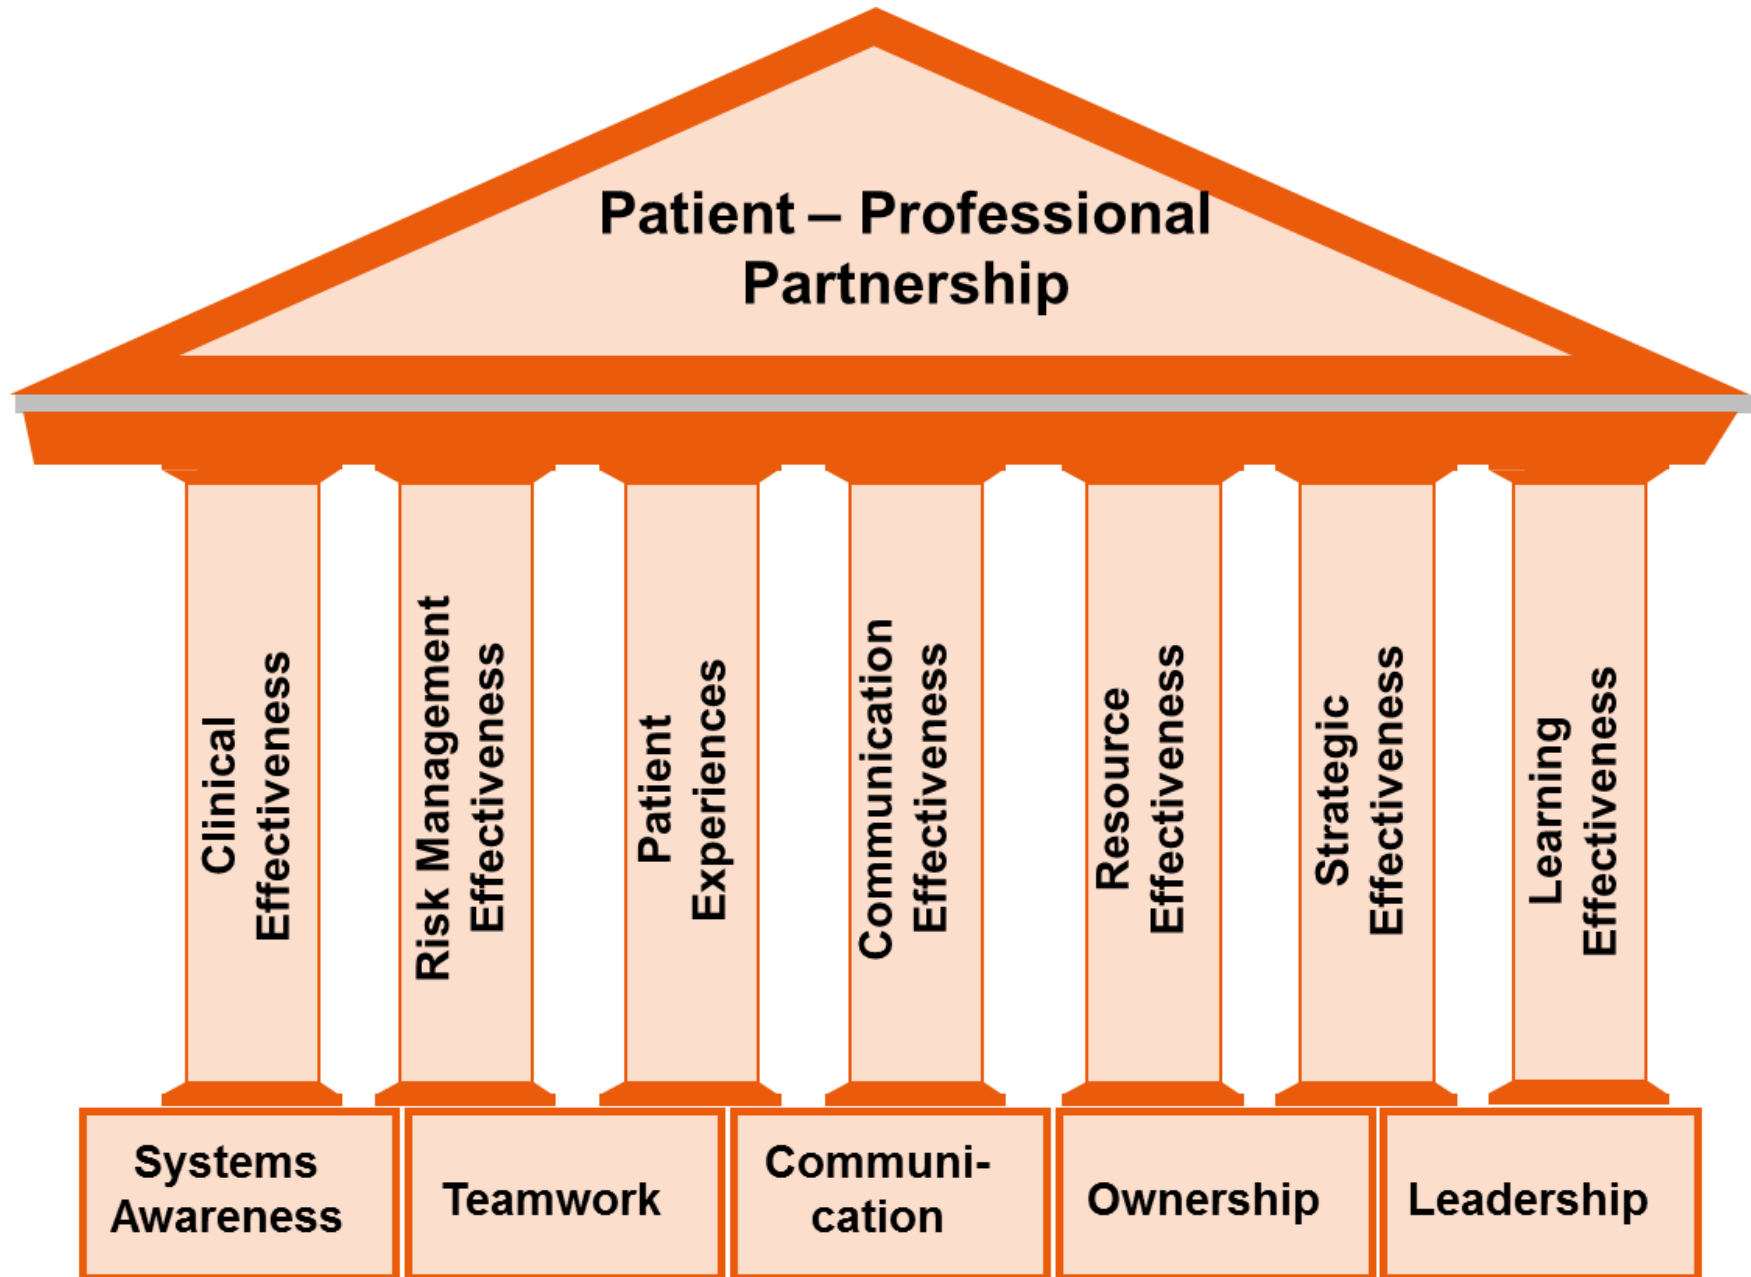 Patient – Professional
Partnership
Clinical
Effectiveness
Risk Management
Effectiveness
Patient
Experiences
Communication
Effectiveness
Resource
Effectiveness
Strategic
Effectiveness
Learning
Effectiveness
Systems
Awareness
Teamwork
Communi-
cation
Ownership
Leadership